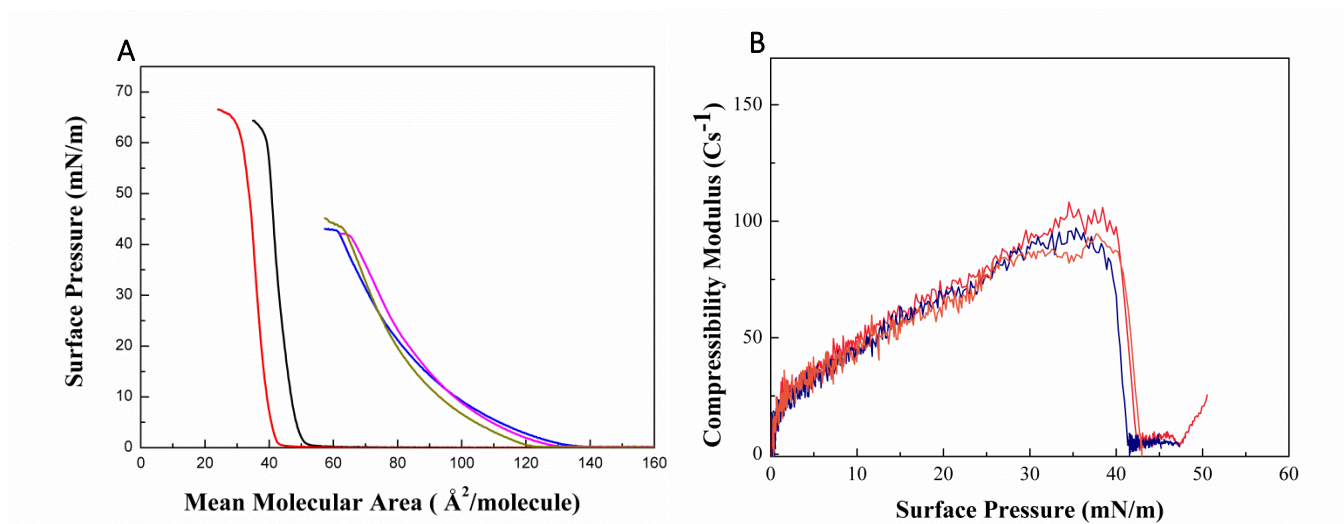 A
Surface Pressure (mN/m)
70
60
50
40
30
20
10
0
0 20 40 60 80 100 120 140 160
Mean Molecular Area ( Å²/molecule)
B
Compressibility Modulus (Cs⁻¹)
150
100
50
0
0 10 20 30 40 50 60
Surface Pressure (mN/m)